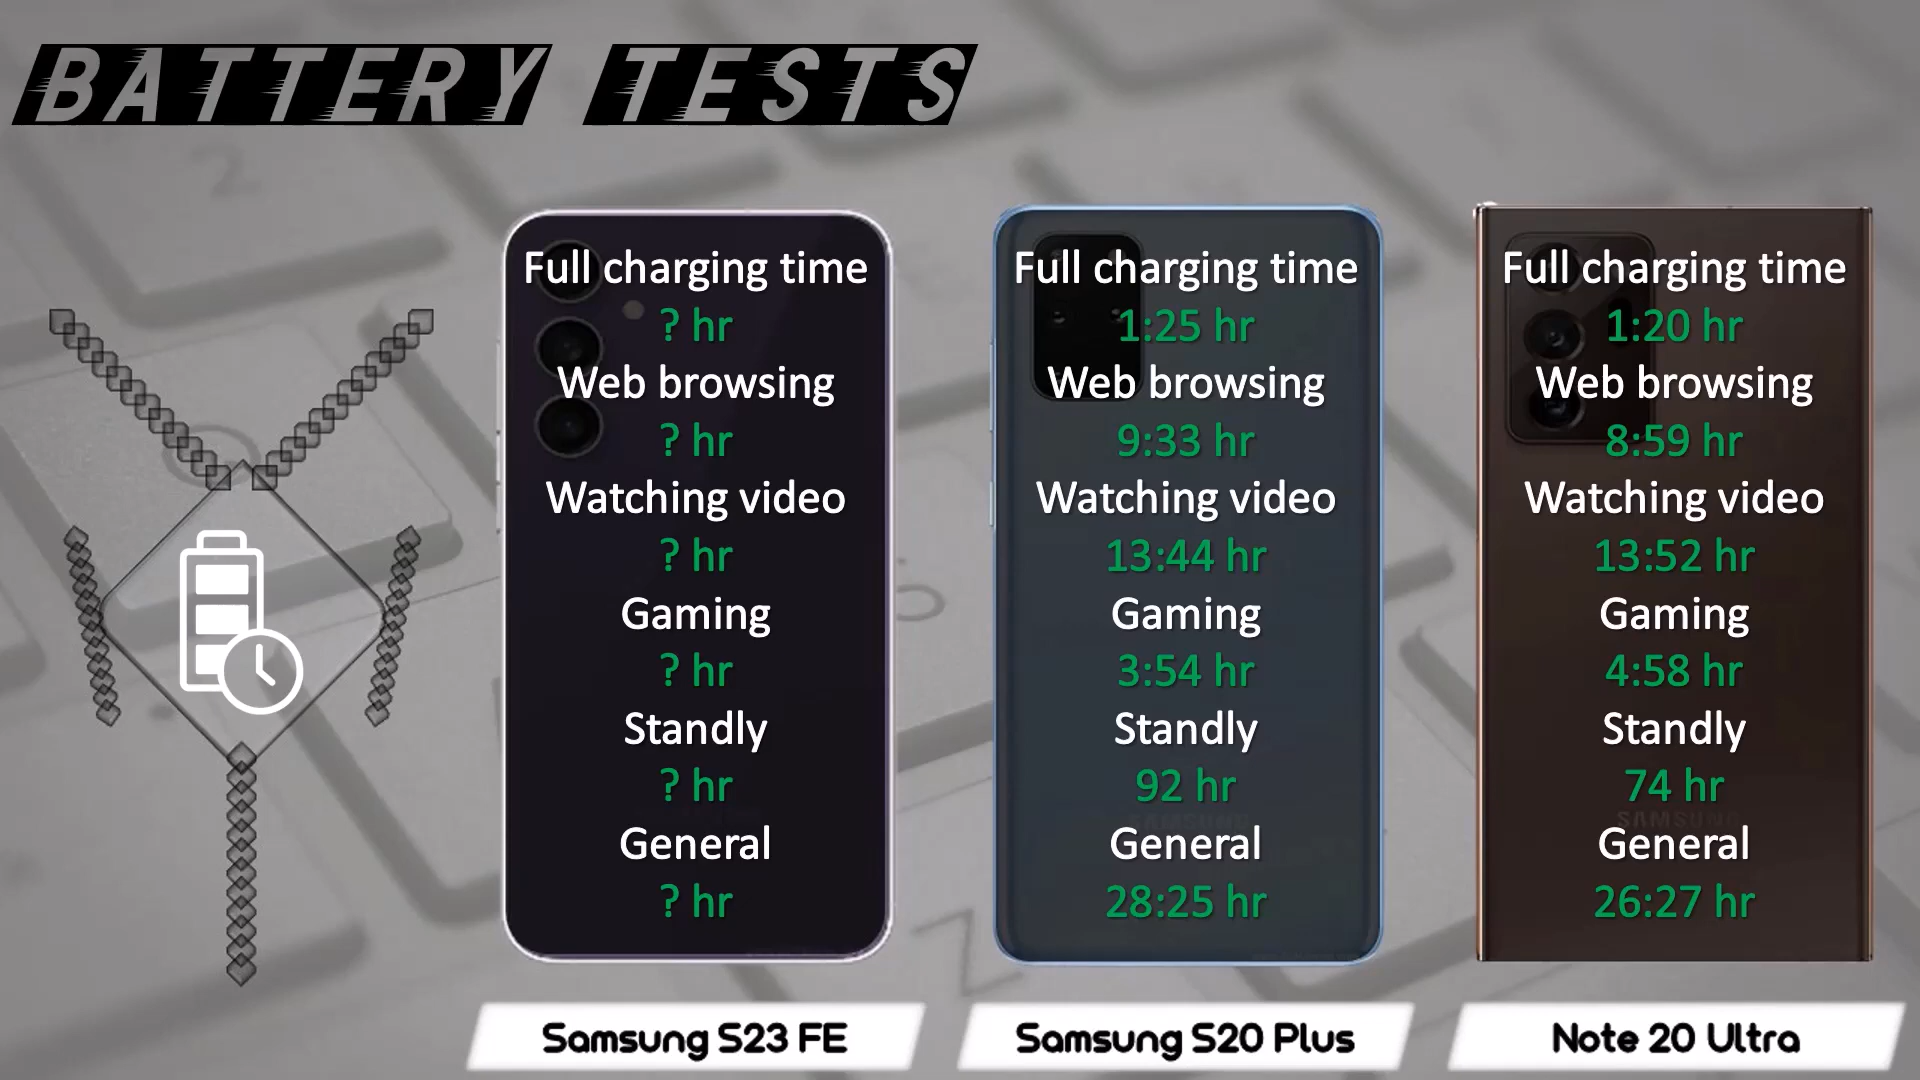 BATTERY TESTS
Full charging time
? hr
Web browsing
? hr
Watching video
? hr
Gaming
? hr
Standly
? hr
General
? hr
Samsung S23 FE
Full charging time
1:25 hr
Web browsing
9:33 hr
Watching video
13:44 hr
Gaming
3:54 hr
Standly
92 hr
General
28:25 hr
SAMSUNG
Samsung S20 Plus
Full charging time
1:20 hr
Web browsing
8:59 hr
Watching video
13:52 hr
Gaming
4:58 hr
Standly
74 hr
SAMSUNG
General
26:27 hr
Note 20 Ultra
2